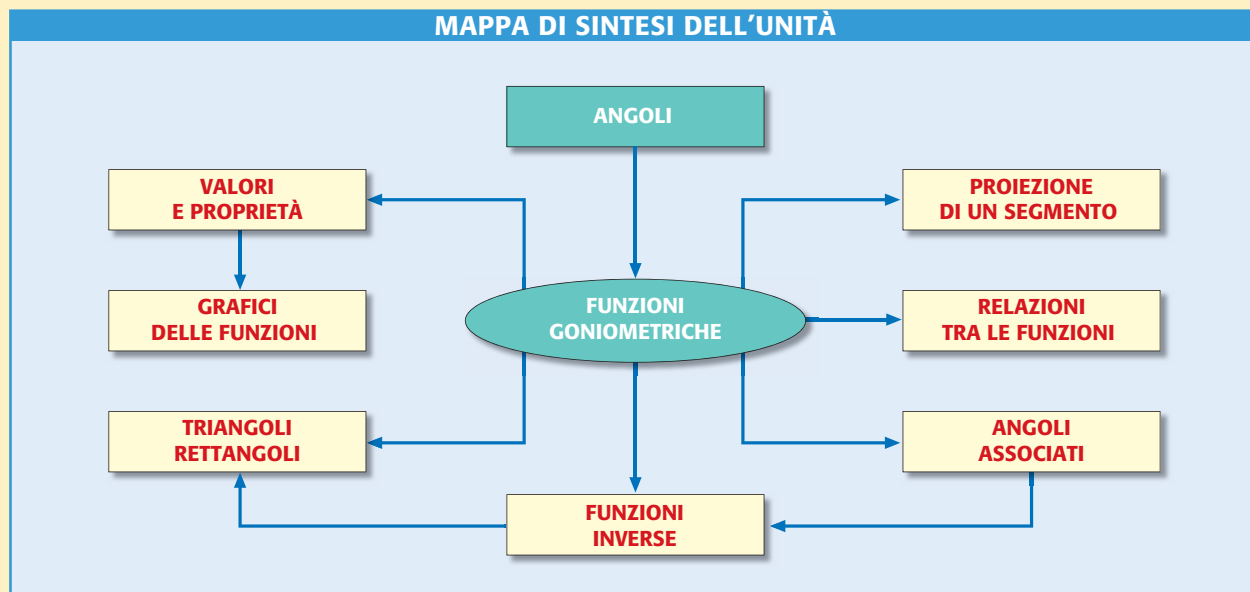 MAPPA DI SINTESI DELL'UNITÀ
ANGOLI
VALORI
E PROPRIETÀ
PROIEZIONE
DI UN SEGMENTO
GRAFICI
DELLE FUNZIONI
FUNZIONI
GONIOMETRICHE
RELAZIONI
TRA LE FUNZIONI
TRIANGOLI
RETTANGOLI
ANGOLI
ASSOCIATI
FUNZIONI
INVERSE